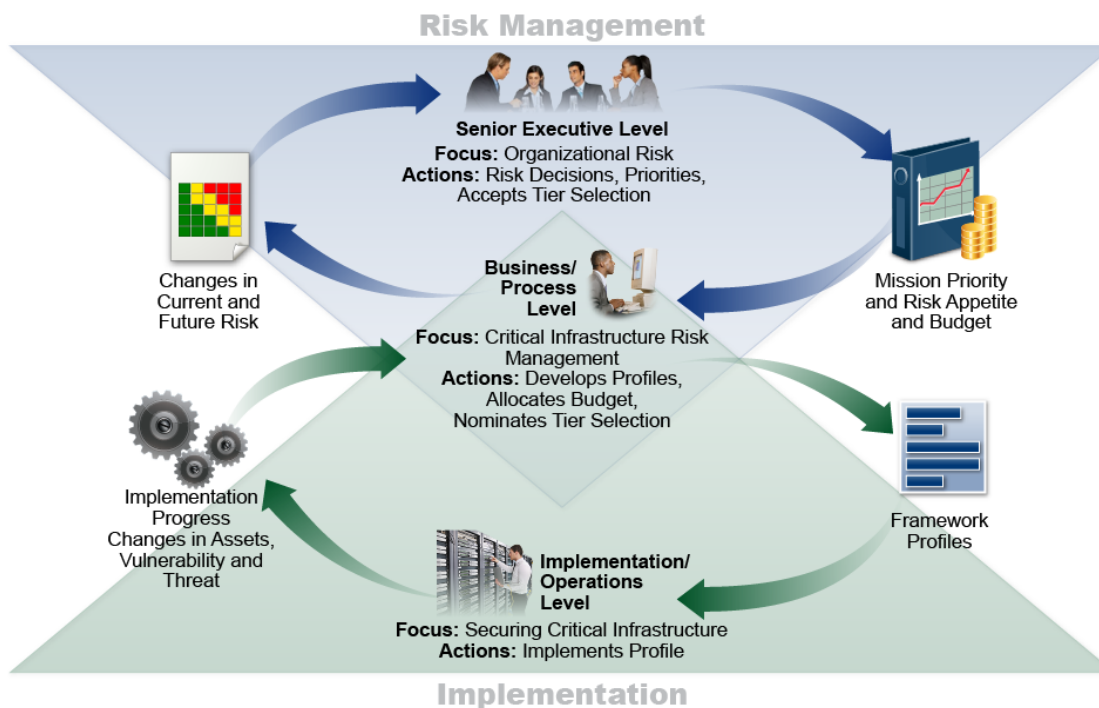 Risk Management
Senior Executive Level
Focus: Organizational Risk
Actions: Risk Decisions, Priorities,
Accepts Tier Selection
Changes in
Current and
Future Risk
Mission Priority
and Risk Appetite
and Budget
Business/
Process
Level
Focus: Critical Infrastructure Risk
Management
Actions: Develops Profiles,
Allocates Budget,
Nominates Tier Selection
Implementation
Progress
Changes in Assets,
Vulnerability and
Threat
Framework
Profiles
Implementation/
Operations
Level
Focus: Securing Critical Infrastructure
Actions: Implements Profile
Implementation